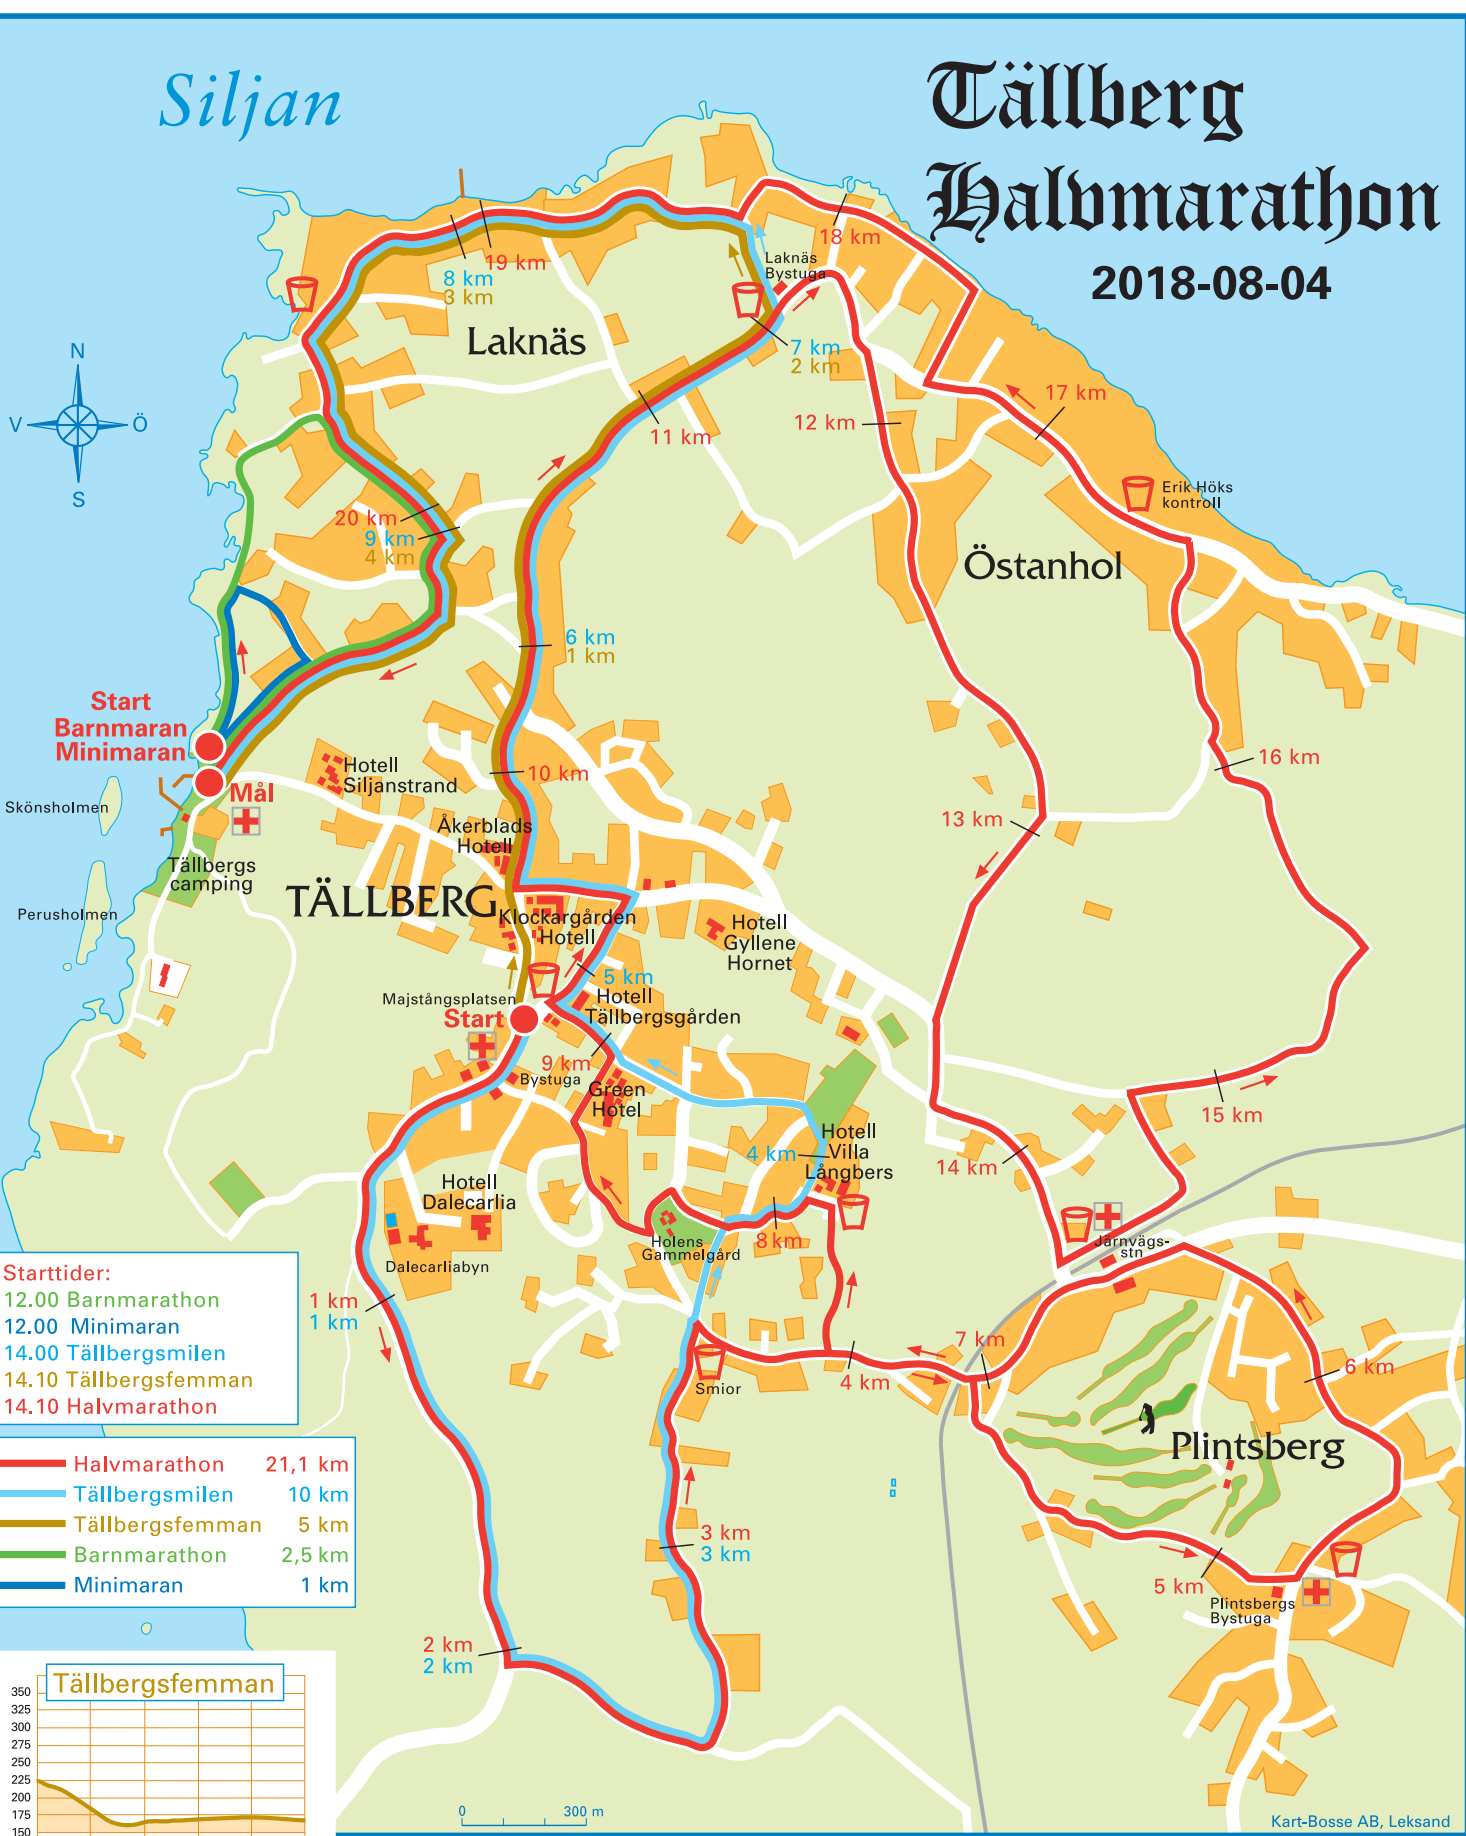 Siljan
Tällberg
Halvmarathon
2018-08-04
18 km
Laknäs
Bystuga
19 km
8 km
3 km
Laknäs
7 km
2 km
17 km
11 km
12 km
N
V
Ö
S
Erik Höks
kontroll
20 km
9 km
4 km
Östanhol
6 km
1 km
Start
Barnmaran
Minimaran
Mål
Hotell
Siljanstrand
10 km
16 km
Skönsholmen
Åkerblads
Hotell
13 km
Tällbergs
camping
TÄLLBERG
Perusholmen
Klockargården
Hotell
Hotell
Gyllene
Hornet
5 km
Majstångsplatsen
Start
Hotell
Tällbergsgården
9 km
Bystuga
Green
Hotel
15 km
Hotell
Villa
Långbers
4 km
14 km
Hotell
Dalecarlia
8 km
Holens
Gammelgård
Järnvägs-
stn
Dalecarliabyn
Starttider:
12.00 Barnmarathon
12.00 Minimaran
14.00 Tällbergsmilen
14.10 Tällbergsfemman
14.10 Halvmarathon
1 km
1 km
7 km
6 km
4 km
Smior
Plintsberg
Halvmarathon 21,1 km
Tällbergsmilen 10 km
Tällbergsfemman 5 km
Barnmarathon 2,5 km
Minimaran 1 km
3 km
3 km
5 km
Plintsbergs
Bystuga
2 km
2 km
Tällbergsfemman
350
325
300
275
250
225
200
175
150
0 300 m
Kart-Bosse AB, Leksand